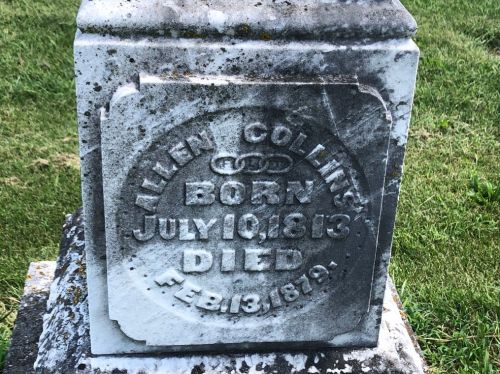 ALLEN COLLINS
BORN
JULY 10, 1813
DIED
FEB. 13, 1879.